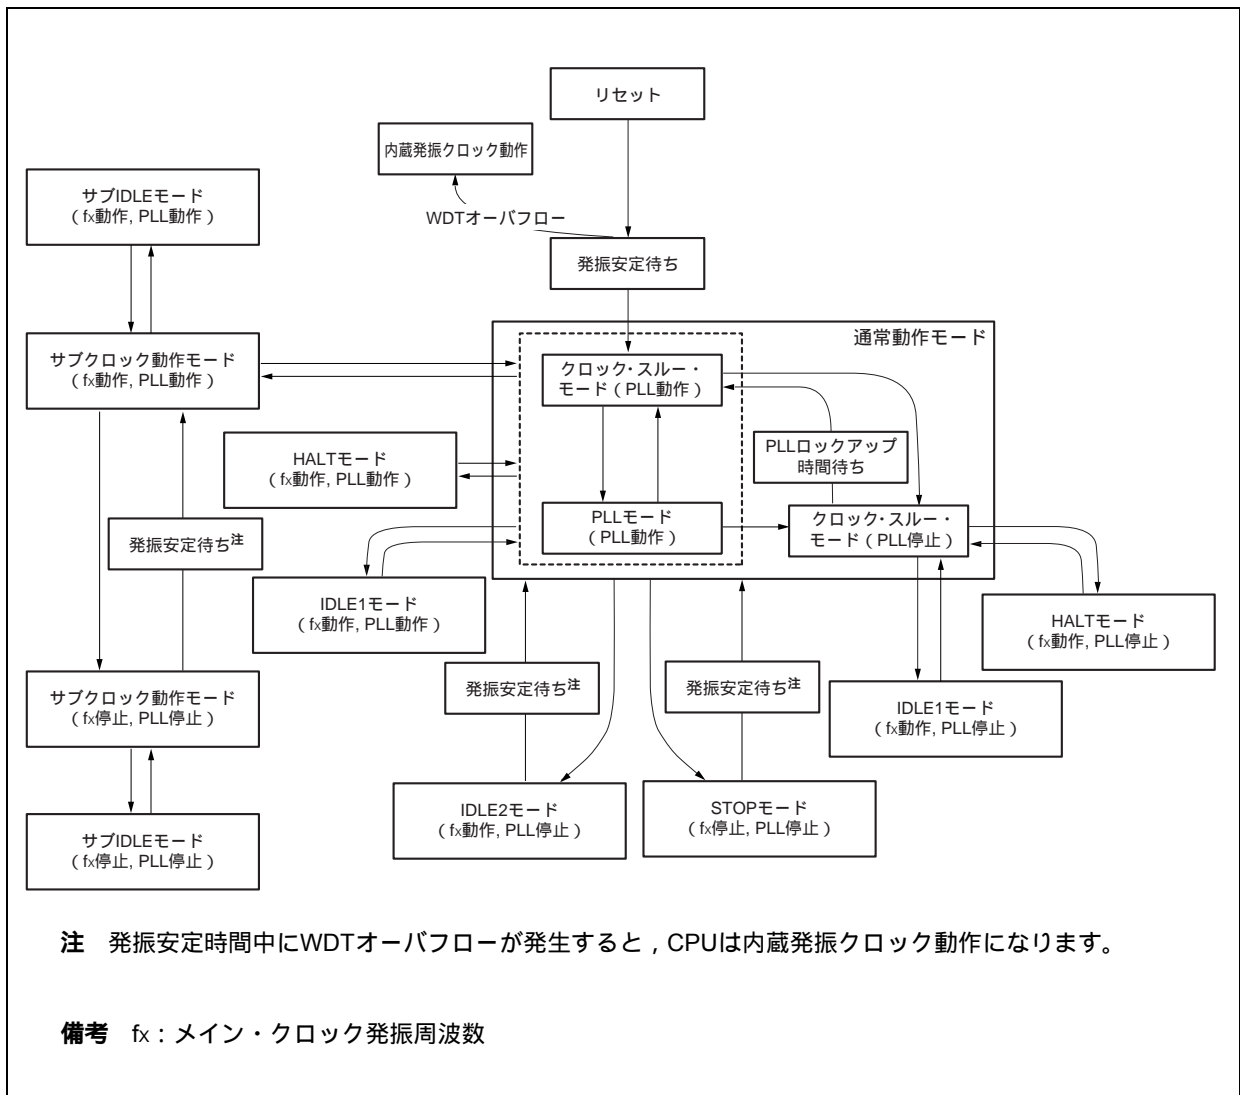 リセット
内蔵発振クロック動作
WDTオーバフロー
発振安定待ち
サブIDLEモード
（fx動作, PLL動作）
サブクロック動作モード
（fx動作, PLL動作）
通常動作モード
クロック・スルー・
モード（PLL動作）
PLLロックアップ
時間待ち
HALTモード
（fx動作, PLL動作）
PLLモード
（PLL動作）
クロック・スルー・
モード（PLL停止）
発振安定待ち注
IDLE1モード
（fx動作, PLL動作）
HALTモード
（fx動作, PLL停止）
サブクロック動作モード
（fx停止, PLL停止）
発振安定待ち注
発振安定待ち注
IDLE1モード
（fx動作, PLL停止）
IDLE2モード
（fx動作, PLL停止）
STOPモード
（fx停止, PLL停止）
サブIDLEモード
（fx停止, PLL停止）
注　発振安定時間中にWDTオーバフローが発生すると，CPUは内蔵発振クロック動作になります。
備考　fx：メイン・クロック発振周波数